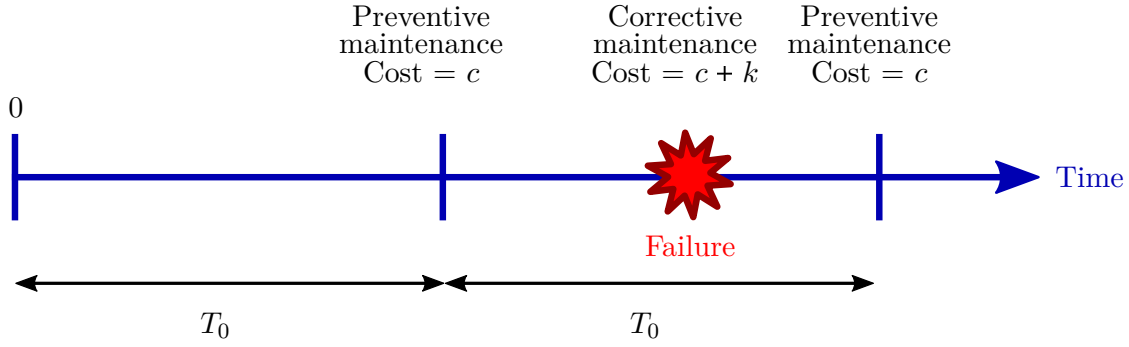 Preventive
maintenance
Cost = c
Corrective
maintenance
Cost = c + k
Preventive
maintenance
Cost = c
0
Time
Failure
T₀
T₀